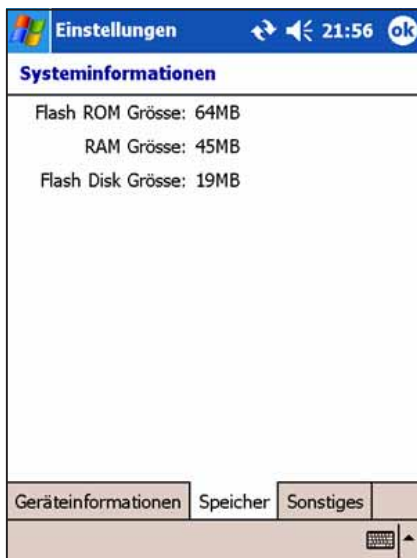 Einstellungen 21:56 ok
Systeminformationen
Flash ROM Grösse: 64MB
RAM Grösse: 45MB
Flash Disk Grösse: 19MB
Geräteinformationen Speicher Sonstiges